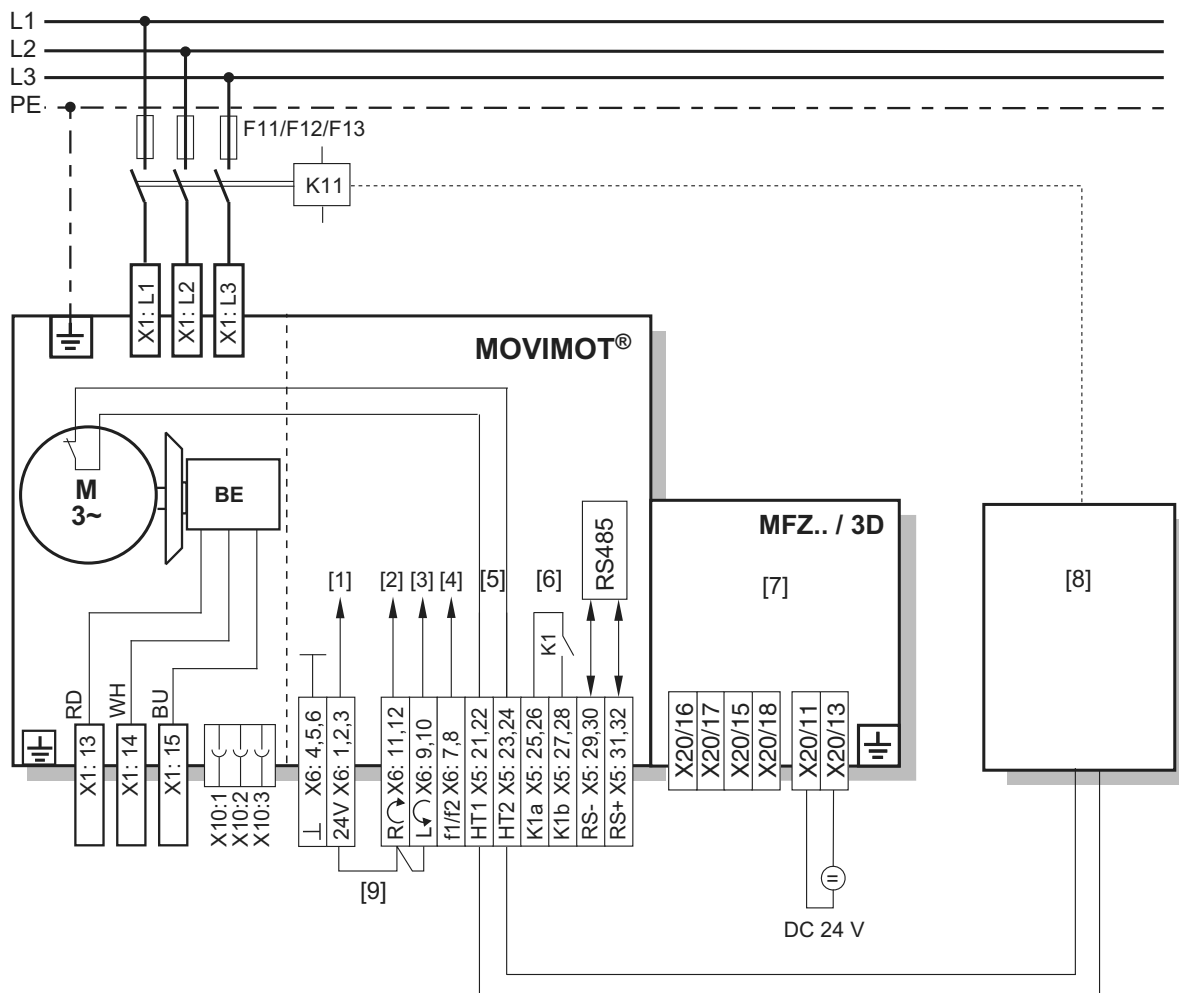 L1
L2
L3
PE
F11/F12/F13
K11
X1: L1
X1: L2
X1: L3
MOVIMOT®
M
3~
BE
MFZ.. / 3D
RS485
[1]
[2]
[3]
[4]
[5]
[6]
[7]
[8]
K1
RD
WH
BU
X1: 13
X1: 14
X1: 15
X10:1
X10:2
X10:3
⊥ X6: 4,5,6
24V X6: 1,2,3
R X6: 11,12
L X6: 9,10
f1/f2 X6: 7,8
HT1 X5: 21,22
HT2 X5: 23,24
K1a X5: 25,26
K1b X5: 27,28
RS- X5: 29,30
RS+ X5: 31,32
X20/16
X20/17
X20/15
X20/18
X20/11
X20/13
=
[9]
DC 24 V